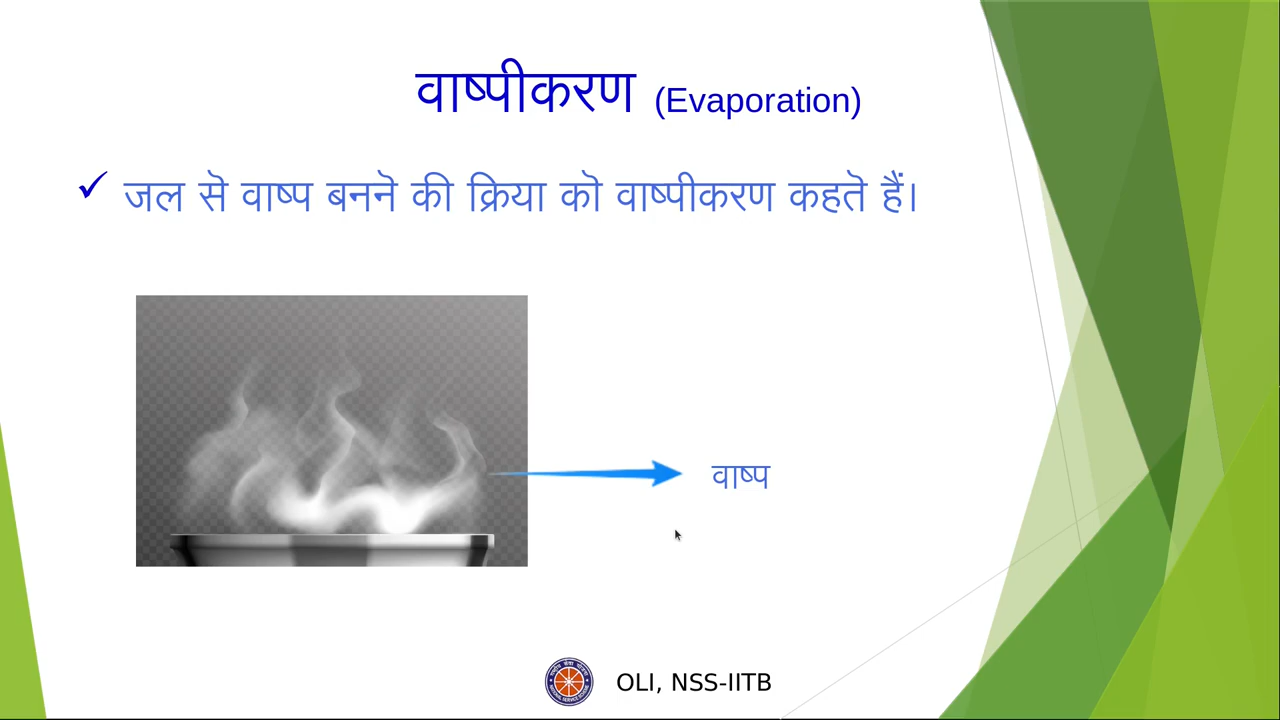 वाष्पीकरण (Evaporation)
✓ जल सॆ वाष्प बननॆ की क्रिया कॊ वाष्पीकरण कहतॆ हैं।
वाष्प
OLI, NSS-IITB